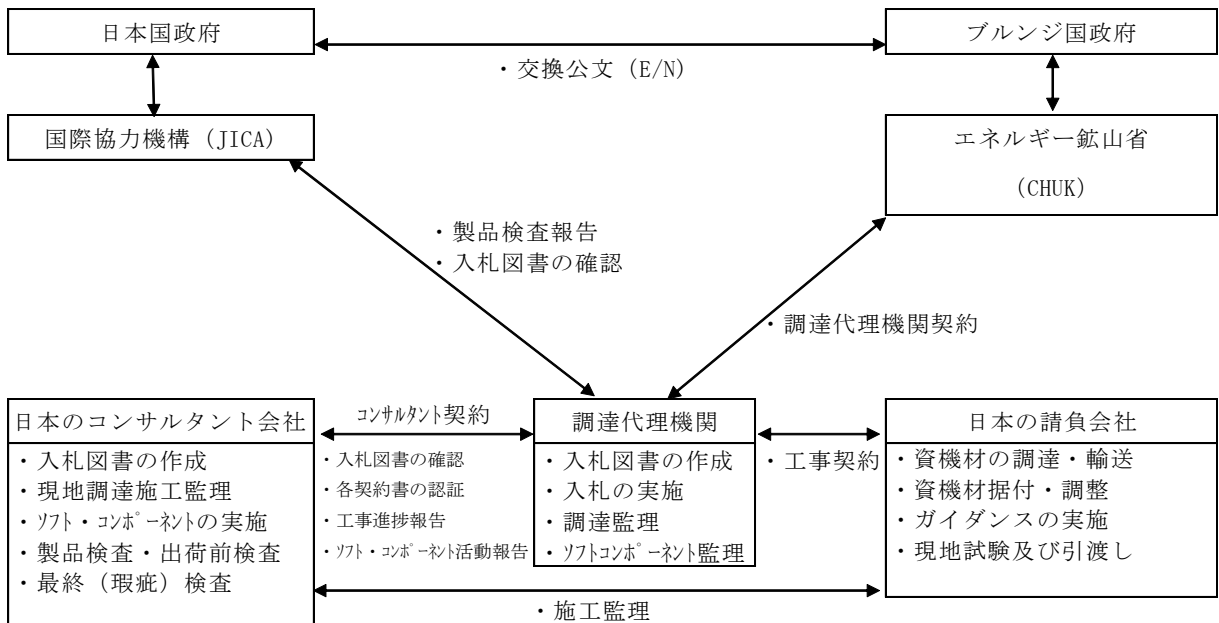 日本国政府
ブルンジ国政府
・交換公文（E/N）
国際協力機構（JICA）
エネルギー鉱山省
（CHUK）
・製品検査報告
・入札図書の確認
・調達代理機関契約
日本のコンサルタント会社
・入札図書の作成
・現地調達施工監理
・ｿﾌﾄ・ｺﾝﾎﾟｰﾈﾝﾄの実施
・製品検査・出荷前検査
・最終（瑕疵）検査
ｺﾝｻﾙﾀﾝﾄ契約
・入札図書の確認
・各契約書の認証
・工事進捗報告
・ｿﾌﾄ・ｺﾝﾎﾟｰﾈﾝﾄ活動報告
調達代理機関
・入札図書の作成
・入札の実施
・調達監理
・ｿﾌﾄｺﾝﾎﾟｰﾈﾝﾄ監理
・工事契約
日本の請負会社
・資機材の調達・輸送
・資機材据付・調整
・ガイダンスの実施
・現地試験及び引渡し
・施工監理